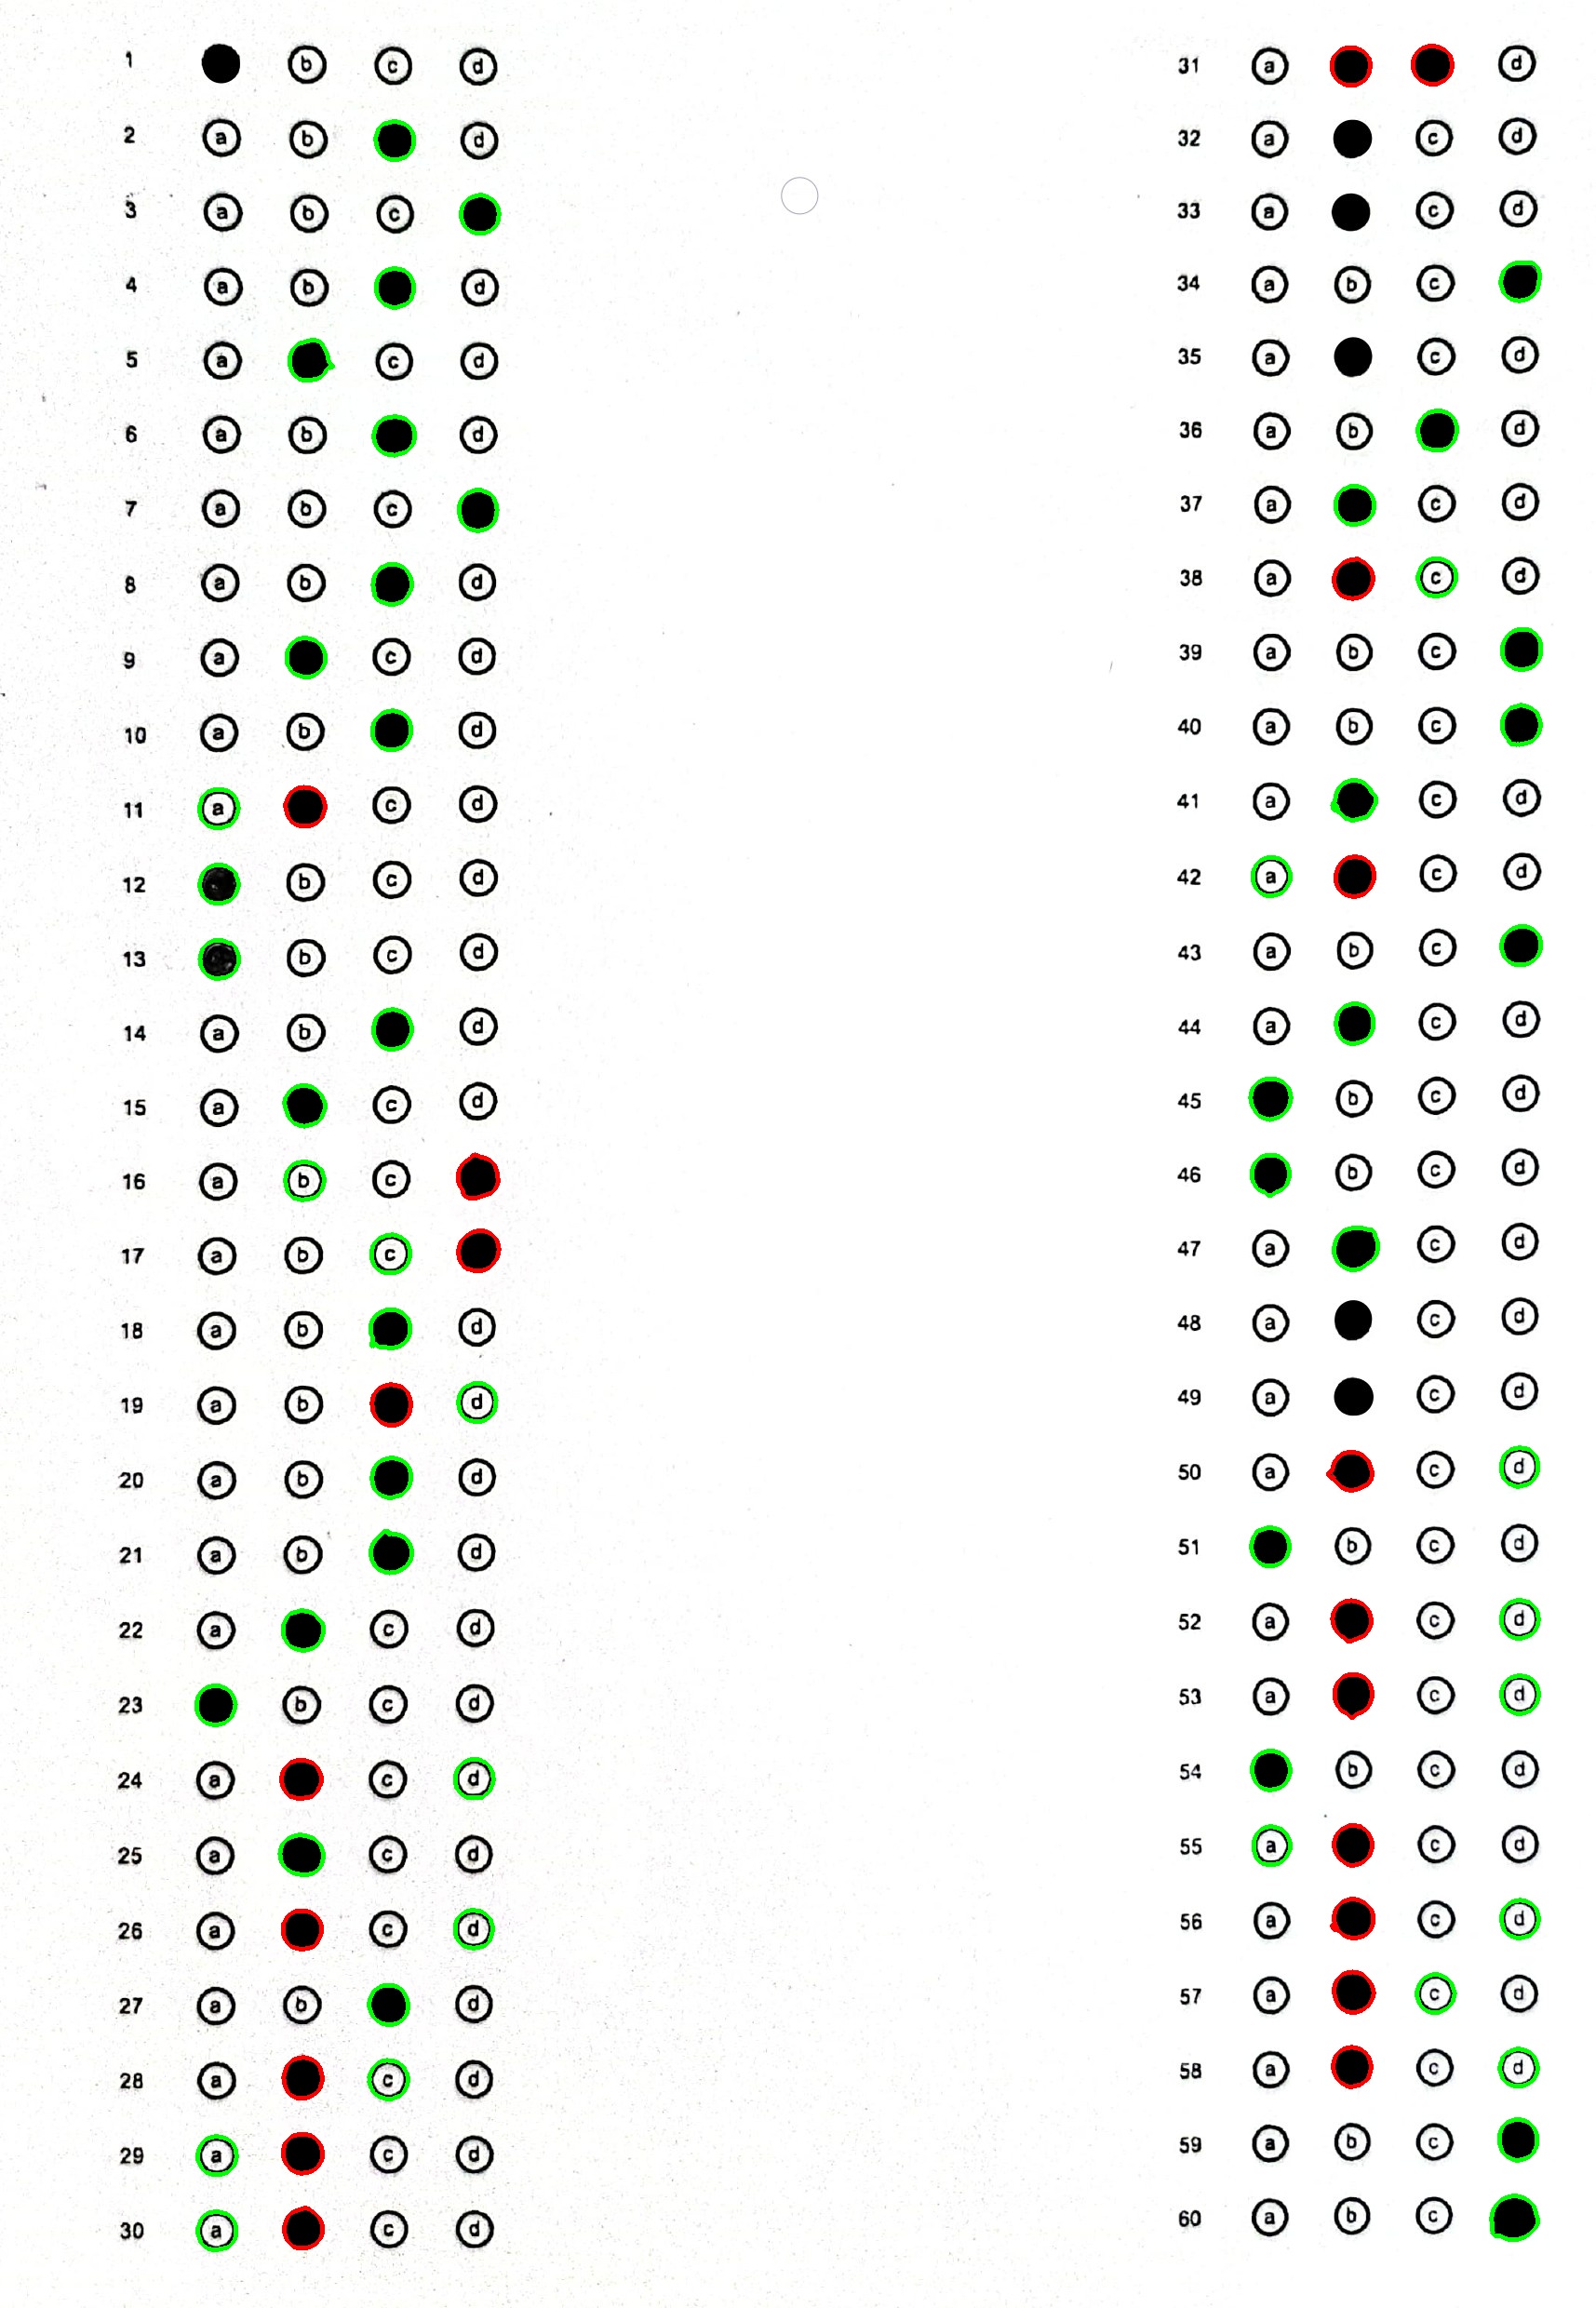 1 b c d
2 a b d
3 a b c
4 a b d
5 a c d
6 a b d
7 a b c
8 a b d
9 a c d
10 a b d
11 a c d
12 b c d
13 b c d
14 a b d
15 a c d
16 a b c
17 a b c
18 a b d
19 a b d
20 a b d
21 a b d
22 a c d
23 b c d
24 a c d
25 a c d
26 a c d
27 a b d
28 a c d
29 a c d
30 a c d
31 a d
32 a c d
33 a c d
34 a b c
35 a c d
36 a b d
37 a c d
38 a c d
39 a b c
40 a b c
41 a c d
42 a c d
43 a b c
44 a c d
45 b c d
46 b c d
47 a c d
48 a c d
49 a c d
50 a c d
51 b c d
52 a c d
53 a c d
54 b c d
55 a c d
56 a c d
57 a c d
58 a c d
59 a b c
60 a b c